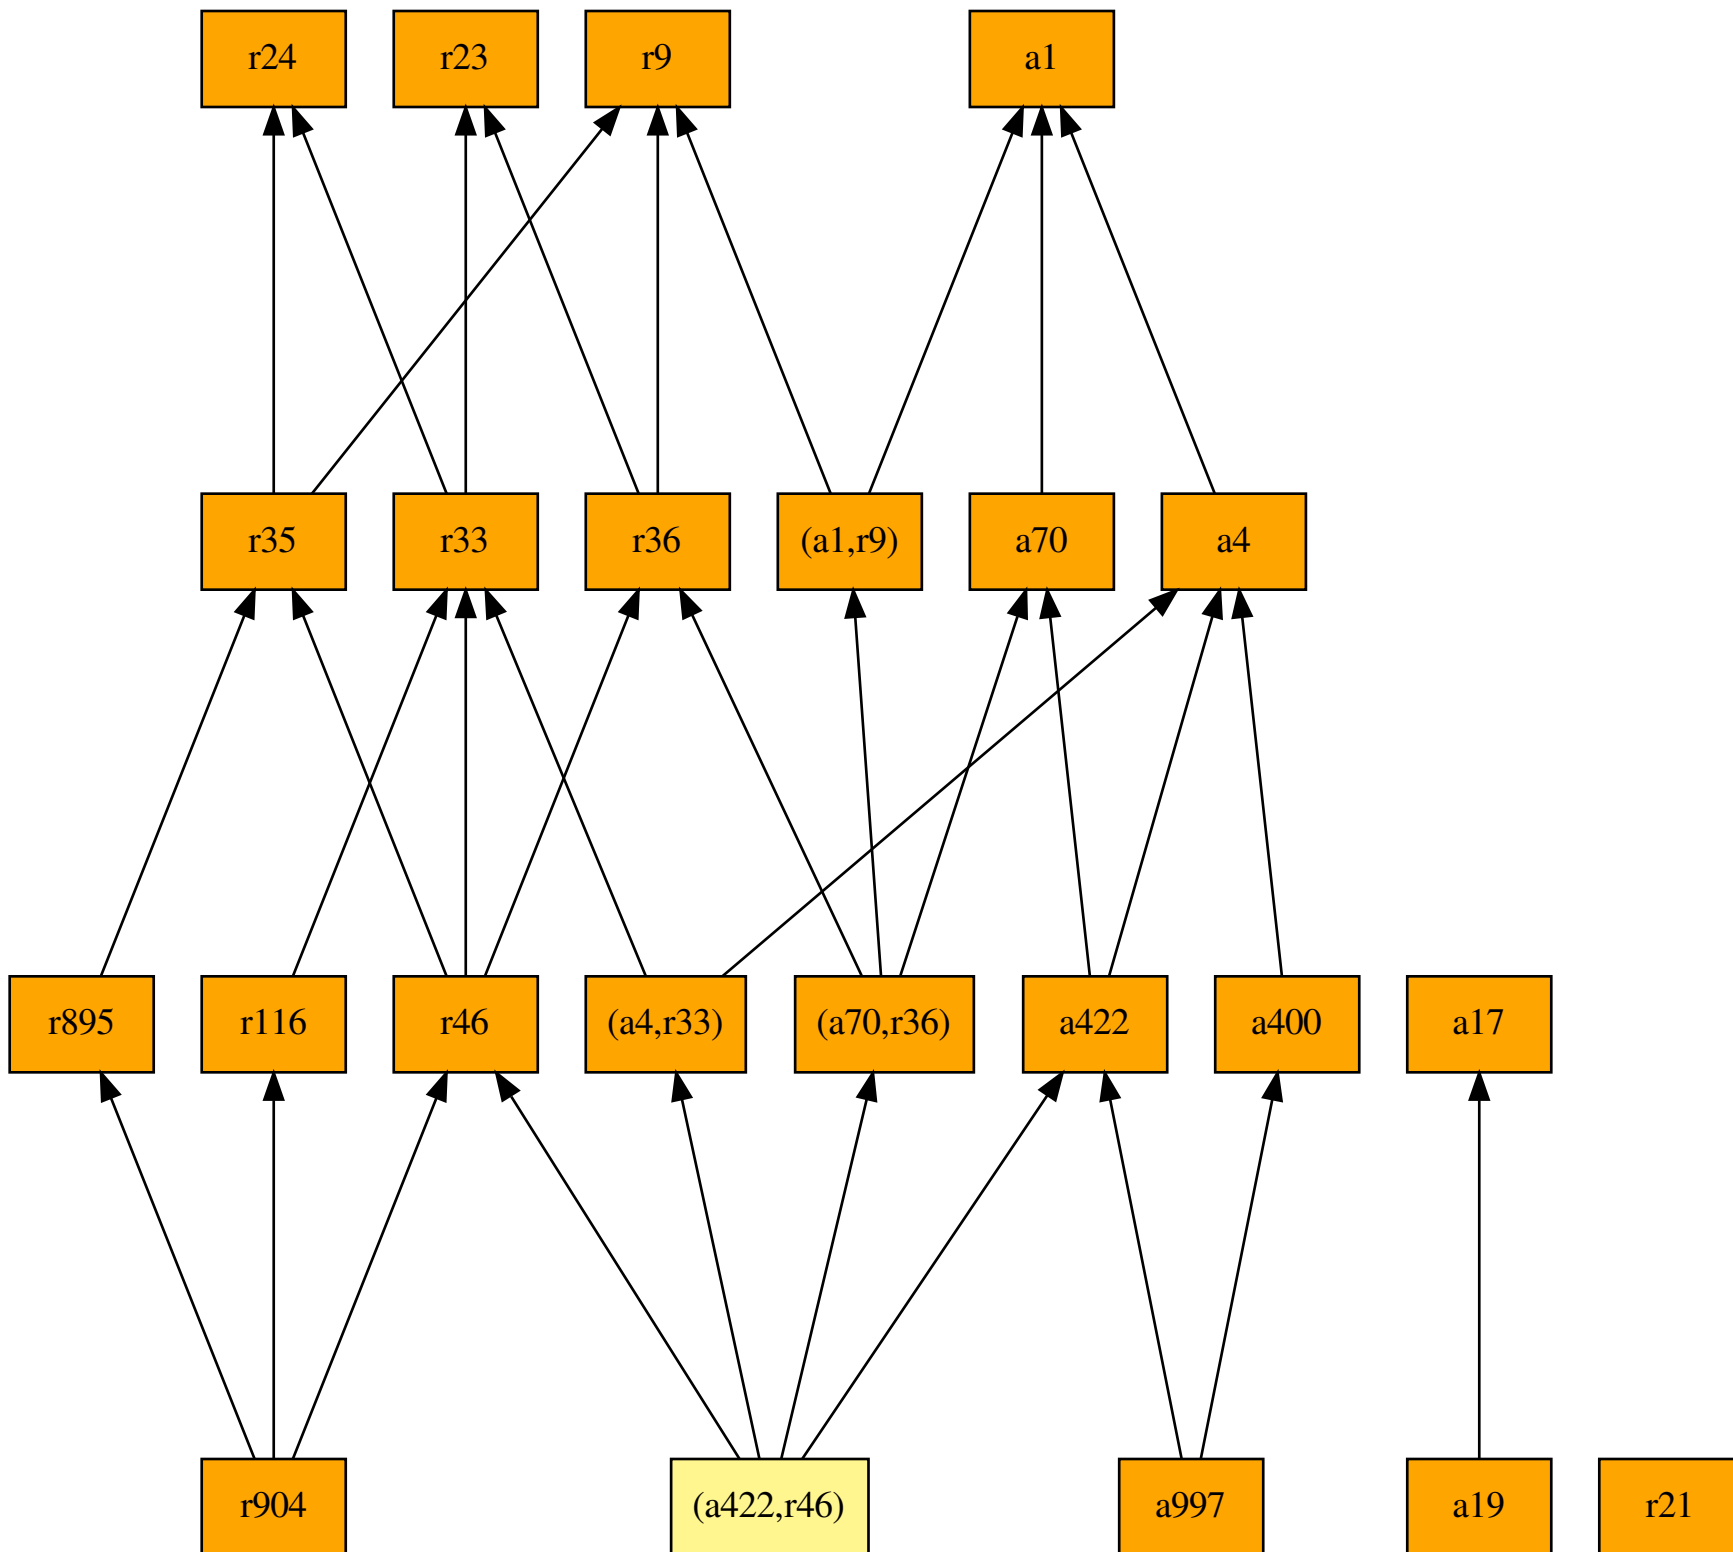 r24 r23 r9 a1
r35 r33 r36 (a1,r9) a70 a4
r895 r116 r46 (a4,r33) (a70,r36) a422 a400 a17
r904 (a422,r46) a997 a19 r21